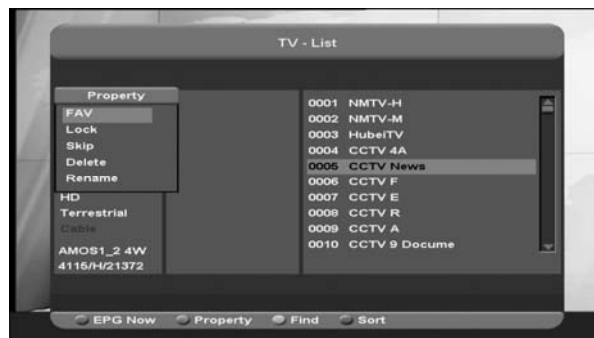 TV - List
Property
FAV
Lock
Skip
Delete
Rename
HD
Terrestrial
Cable
AMOS1_2 4W
4115/H/21372
0001 NMTV-H
0002 NMTV-M
0003 HubeiTV
0004 CCTV 4A
0005 CCTV News
0006 CCTV F
0007 CCTV E
0008 CCTV R
0009 CCTV A
0010 CCTV 9 Docume
EPG Now Property Find Sort